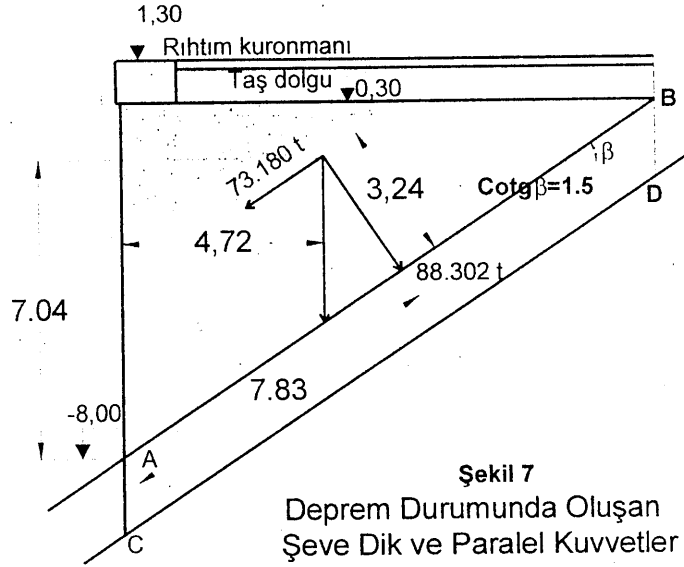 1,30
Rıhtım kuronmanı
Taş dolgu
0,30
B
β
73.180 t
3,24
Cotgβ=1.5
D
4,72
88.302 t
7.04
7.83
-8,00
A
C
Şekil 7
Deprem Durumunda Oluşan
Şeve Dik ve Paralel Kuvvetler